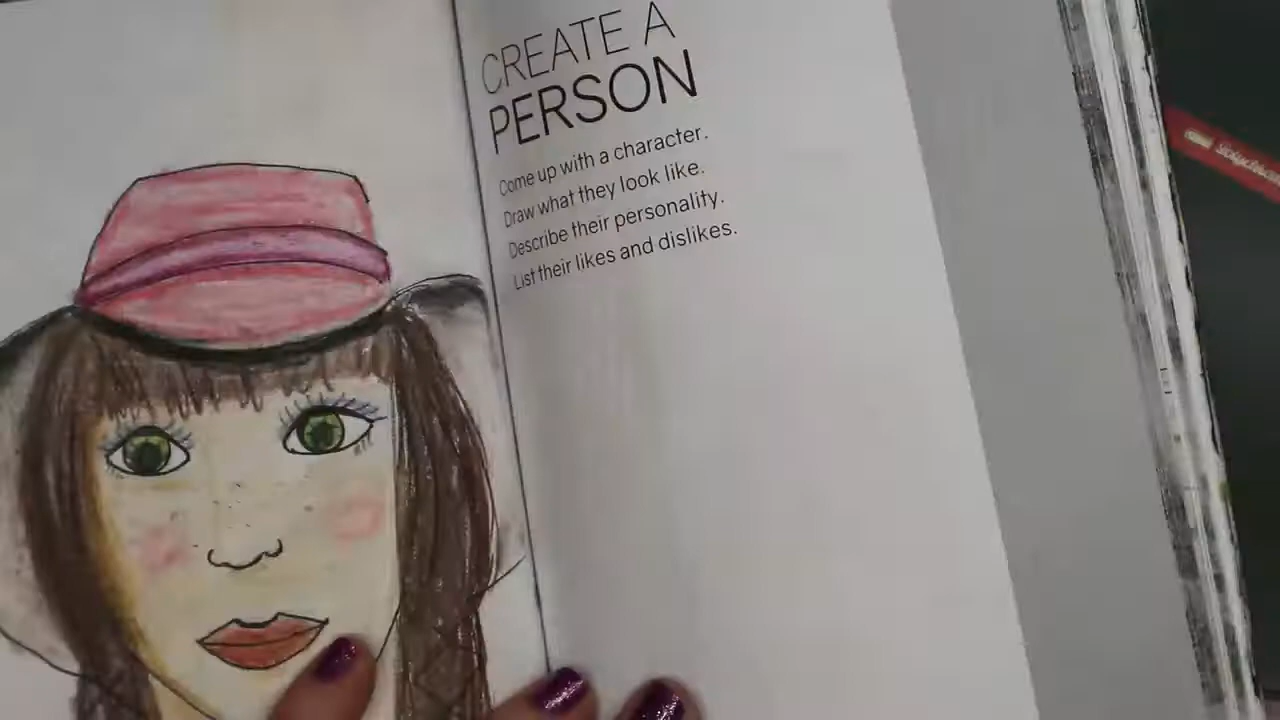 CREATE A
PERSON
Come up with a character.
Draw what they look like.
Describe their personality.
List their likes and dislikes.